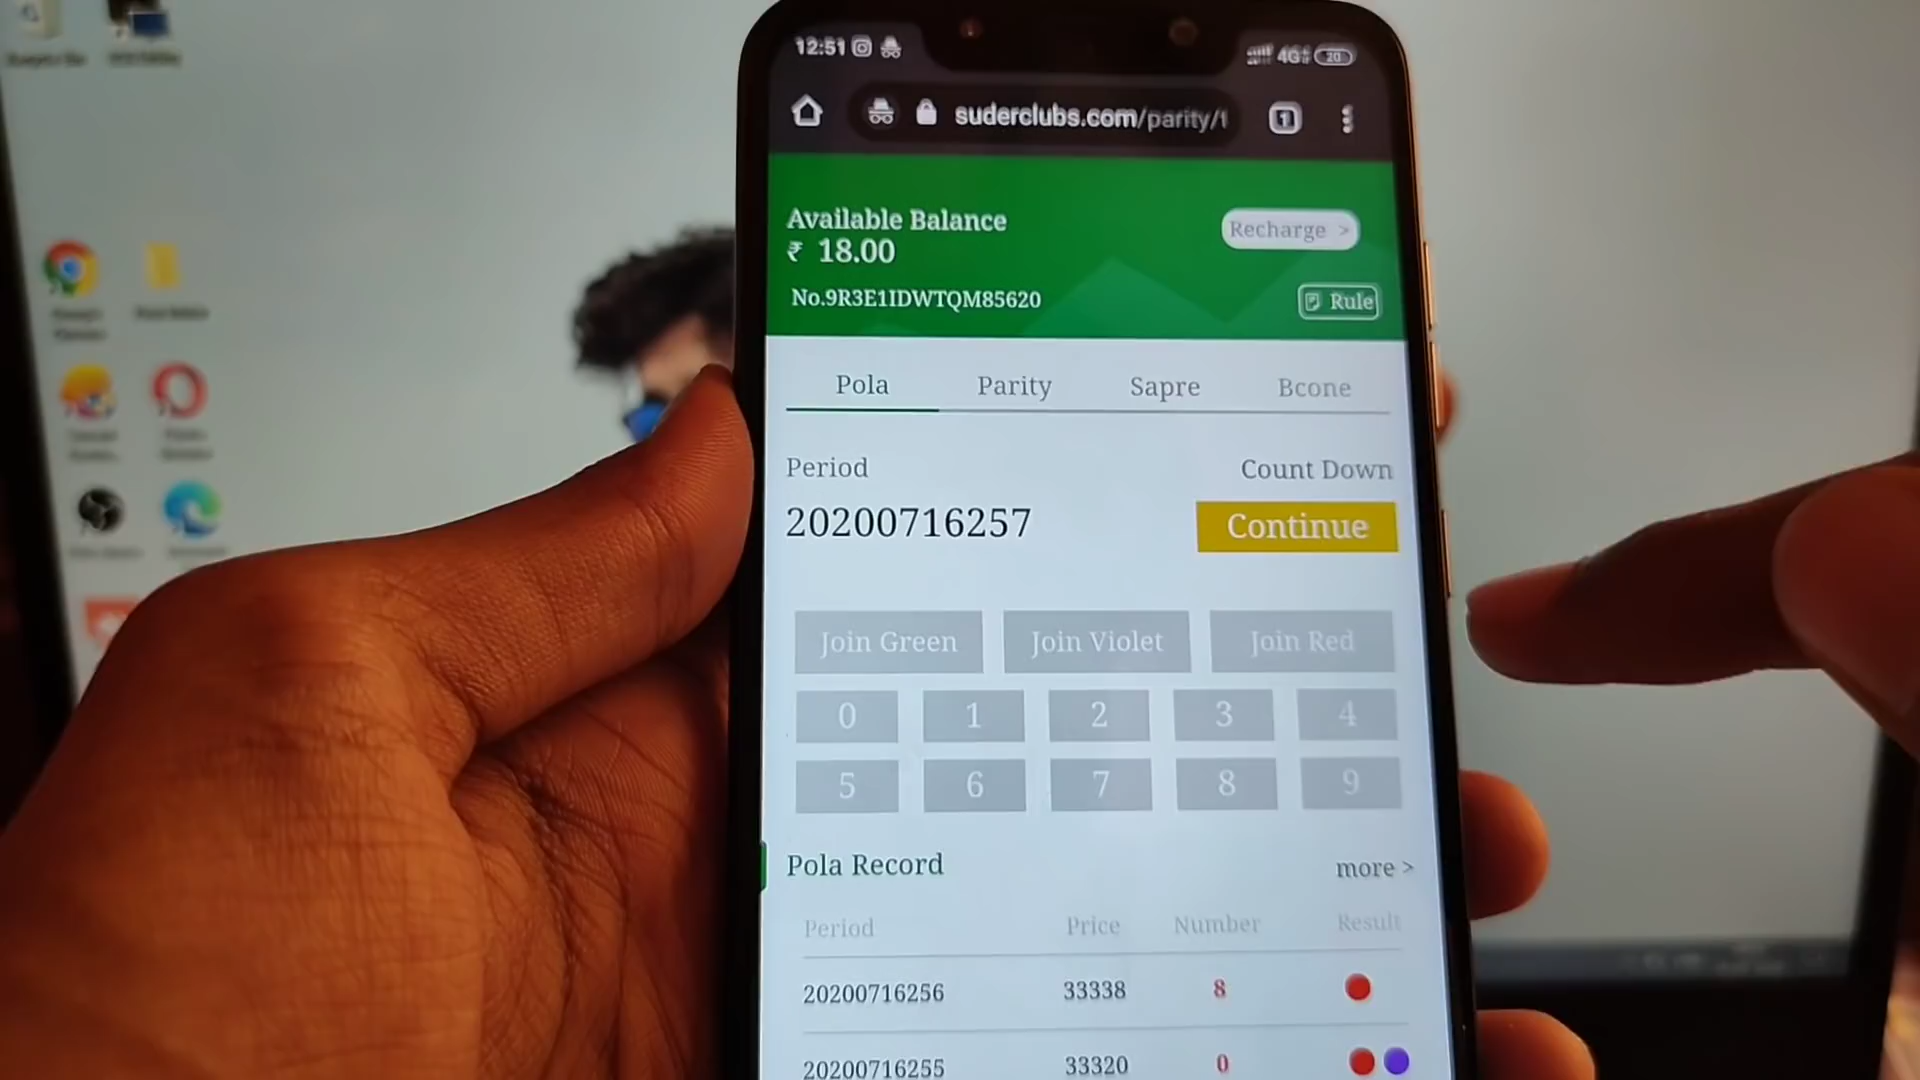 12:51 4G 20
suderclubs.com/parity/ 1
Available Balance
₹ 18.00
Recharge >
No.9R3E1IDWTQM85620
Rule
Pola Parity Sapre Bcone
Period Count Down
20200716257 Continue
Join Green Join Violet Join Red
0 1 2 3 4
5 6 7 8 9
Pola Record more >
Period Price Number Result
20200716256 33338 8
20200716255 33320 0